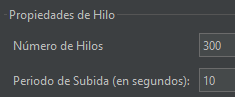 Propiedades de Hilo
Número de Hilos 300
Periodo de Subida (en segundos): 10